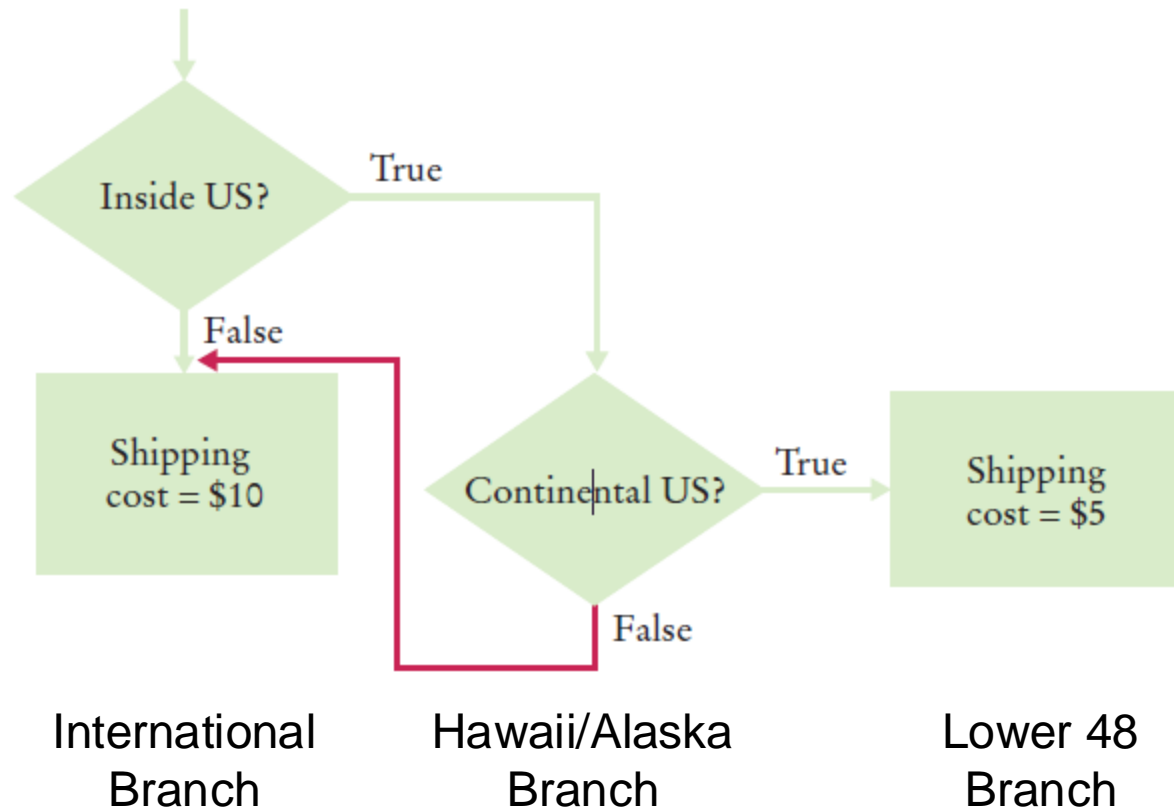 Inside US?
True
False
Shipping
cost = $10
Continental US?
True
Shipping
cost = $5
False
International
Branch
Hawaii/Alaska
Branch
Lower 48
Branch